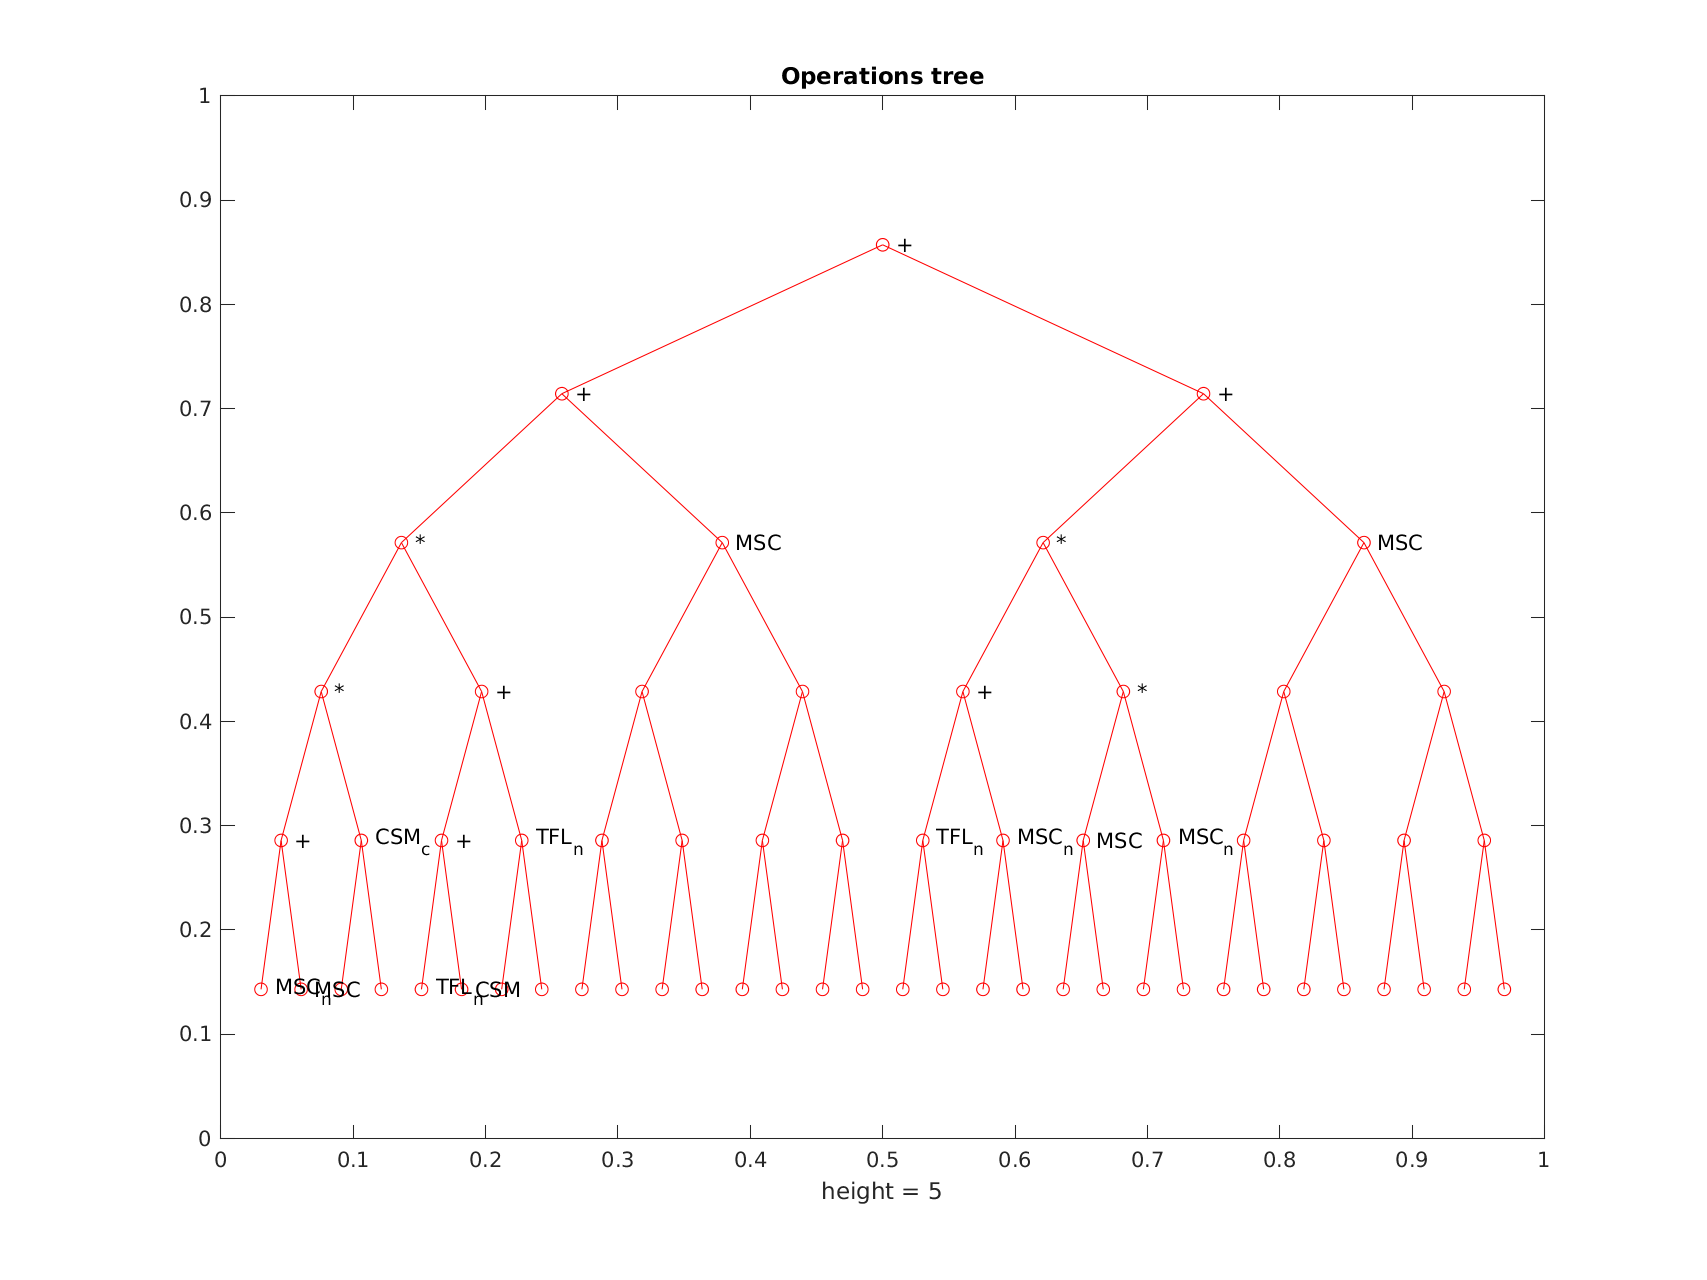 Operations tree
1
0.9
+
0.8
+ +
0.7
0.6
* MSC * MSC
0.5
* + + *
0.4
0.3
+ CSM_c + TFL_n TFL_n MSC_n MSC MSC_n
0.2
MSC_n MSC TFL_n CSM
0.1
0
0 0.1 0.2 0.3 0.4 0.5 0.6 0.7 0.8 0.9 1
height = 5